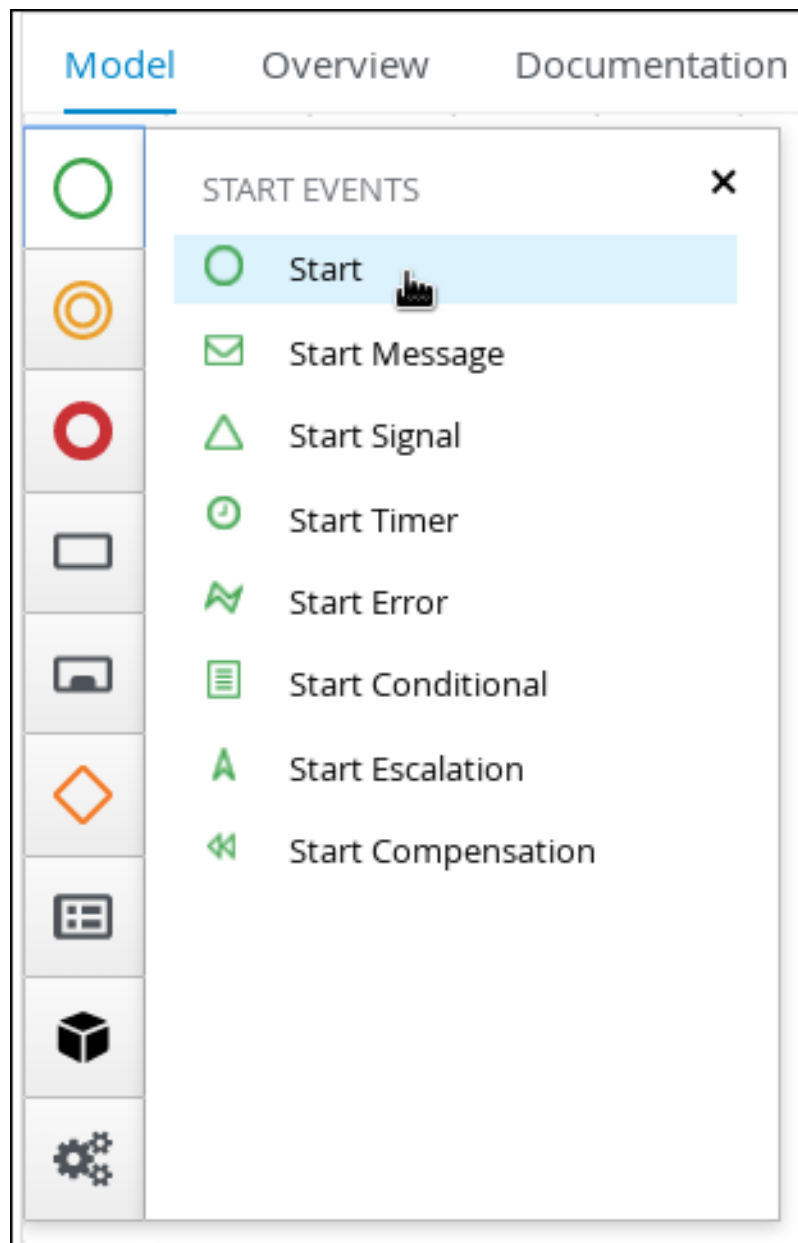 Model Overview Documentation
START EVENTS
Start
Start Message
Start Signal
Start Timer
Start Error
Start Conditional
Start Escalation
Start Compensation